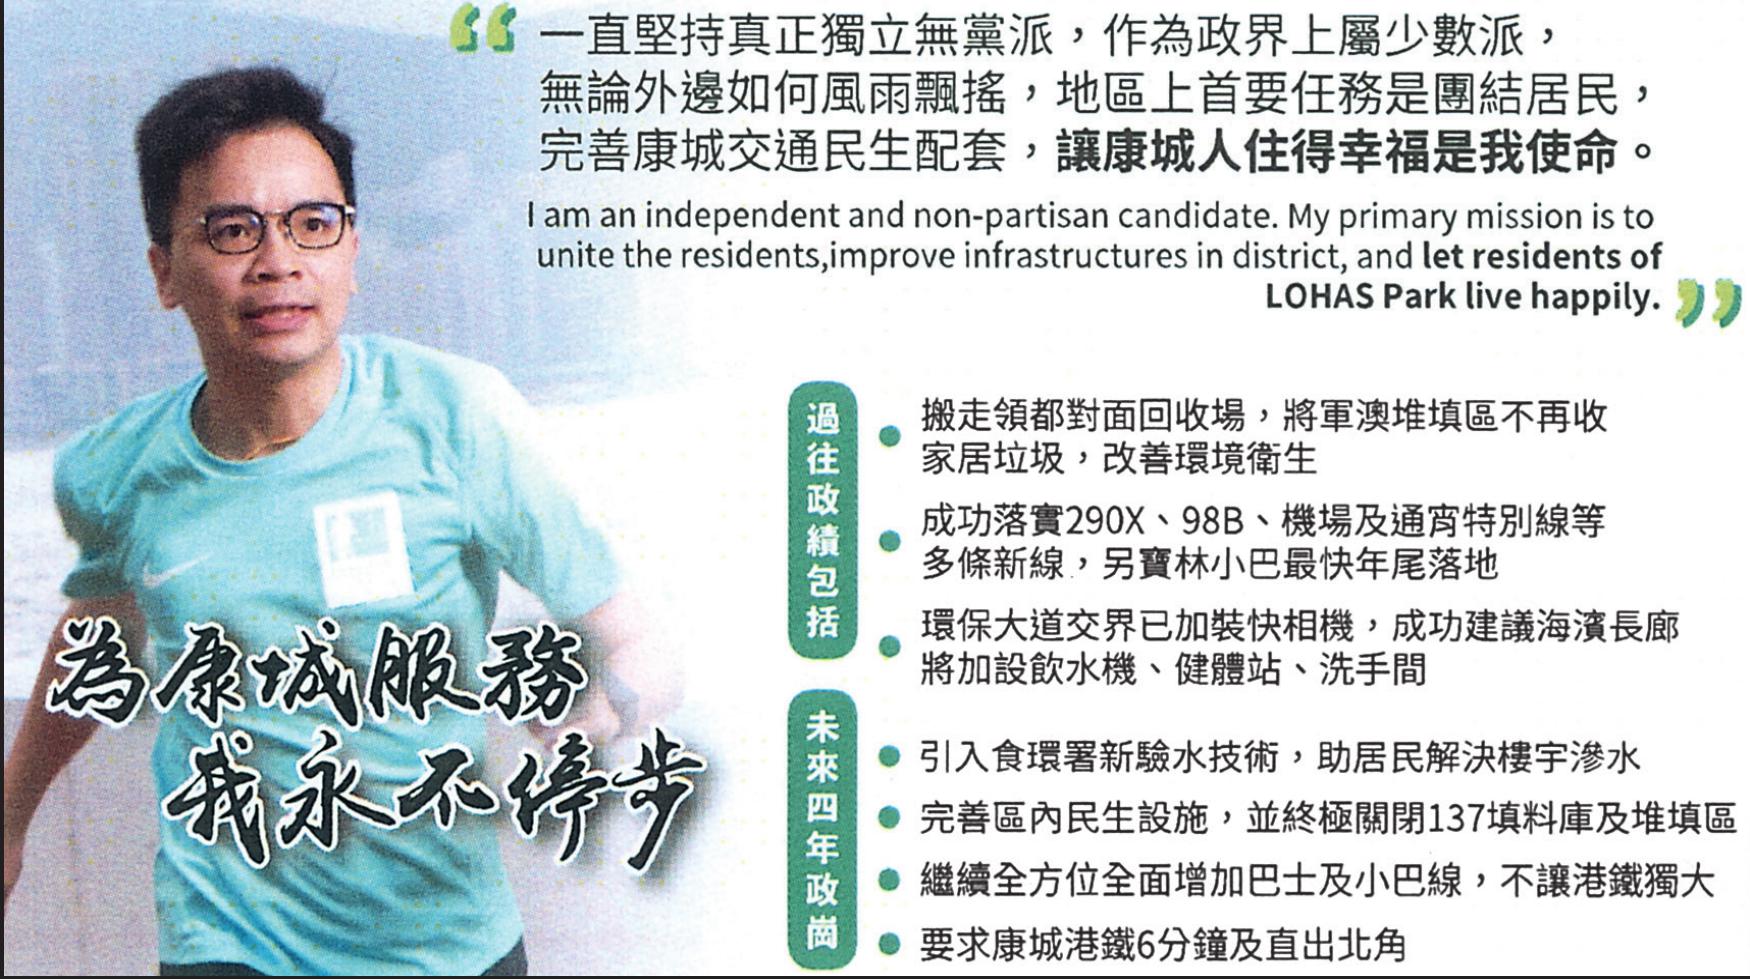 一直堅持真正獨立無黨派，作為政界上屬少數派，
無論外邊如何風雨飄搖，地區上首要任務是團結居民，
完善康城交通民生配套，讓康城人住得幸福是我使命。
I am an independent and non-partisan candidate. My primary mission is to
unite the residents,improve infrastructures in district, and let residents of
LOHAS Park live happily.
為康城服務
我永不停步
過往政績包括
搬走領都對面回收場，將軍澳堆填區不再收
家居垃圾，改善環境衛生
成功落實290X、98B、機場及通宵特別線等
多條新線，另寶林小巴最快年尾落地
環保大道交界已加裝快相機，成功建議海濱長廊
將加設飲水機、健體站、洗手間
未來四年政崗
引入食環署新驗水技術，助居民解決樓宇滲水
完善區內民生設施，並終極關閉137填料庫及堆填區
繼續全方位全面增加巴士及小巴線，不讓港鐵獨大
要求康城港鐵6分鐘及直出北角